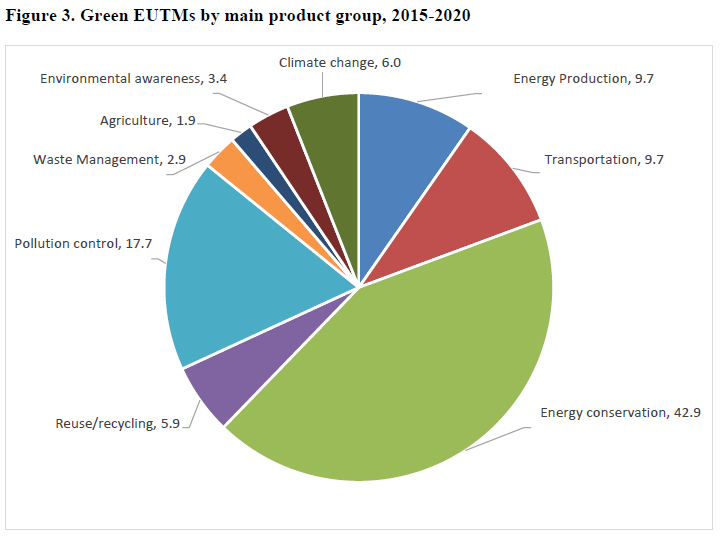 Figure 3. Green EUTMs by main product group, 2015-2020
Climate change, 6.0
Environmental awareness, 3.4
Energy Production, 9.7
Agriculture, 1.9
Waste Management, 2.9
Transportation, 9.7
Pollution control, 17.7
Energy conservation, 42.9
Reuse/recycling, 5.9